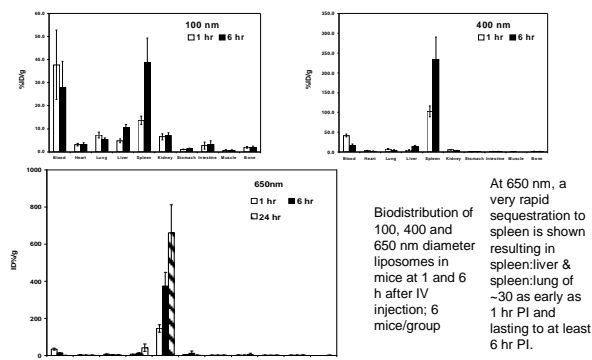 100 nm
1 hr 6 hr
60.0
50.0
40.0
30.0
20.0
10.0
0.0
%ID/g
Blood Heart Lung Liver Spleen Kidney Stomach Intestine Muscle Bone
400 nm
1 hr 6 hr
400.0
350.0
300.0
250.0
200.0
150.0
100.0
50.0
0.0
%ID/g
Blood Heart Lung Liver Spleen Kidney Stomach Intestine Muscle Bone
650nm
1 hr 6 hr
24 hr
1000
800
600
400
200
0
ID%/g
Biodistribution of
100, 400 and
650 nm diameter
liposomes in
mice at 1 and 6
h after IV
injection; 6
mice/group
At 650 nm, a
very rapid
sequestration to
spleen is shown
resulting in
spleen:liver &
spleen:lung of
~30 as early as
1 hr PI and
lasting to at least
6 hr PI.